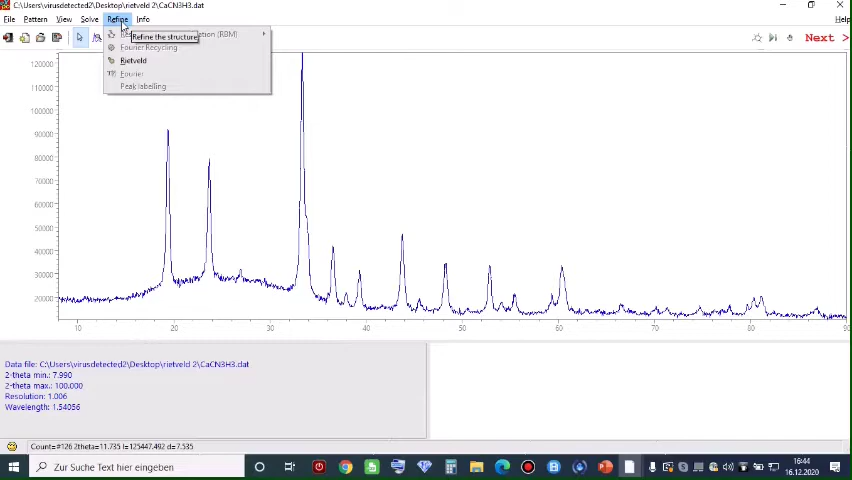 C:\Users\virusdetected2\Desktop\rietveld 2\CaCN3H3.dat
File Pattern View Solve Refine Info
Next >
ation (RBM)
Refine the structure
Fourier Recycling
Rietveld
Fourier
Peak labelling
120000
110000
100000
90000
80000
70000
60000
50000
40000
30000
20000
10 20 30 40 50 60 70 80 90
Data file: C:\Users\virusdetected2\Desktop\rietveld 2\CaCN3H3.dat
2-theta min.: 7.990
2-theta max.: 100.000
Resolution: 1.006
Wavelength: 1.54056
Count=#126 2theta=11.735 I=125447.492 d=7.535
Zur Suche Text hier eingeben
16:44
16.12.2020